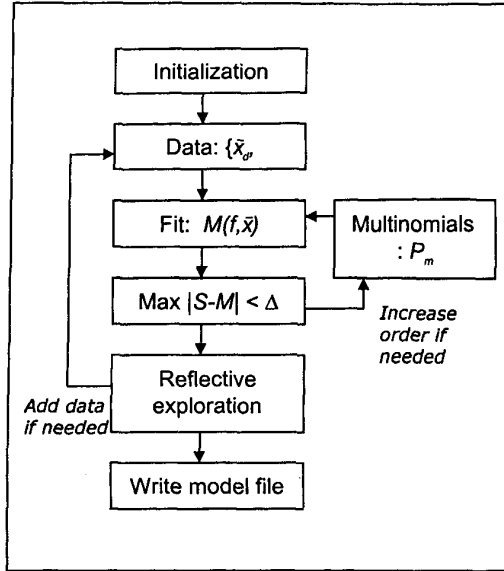 Initialization
Data: {x̃d,
Fit: M(f,x̃)
Multinomials
: Pm
Max |S-M| < Δ
Increase
order if
needed
Reflective
exploration
Add data
if needed
Write model file